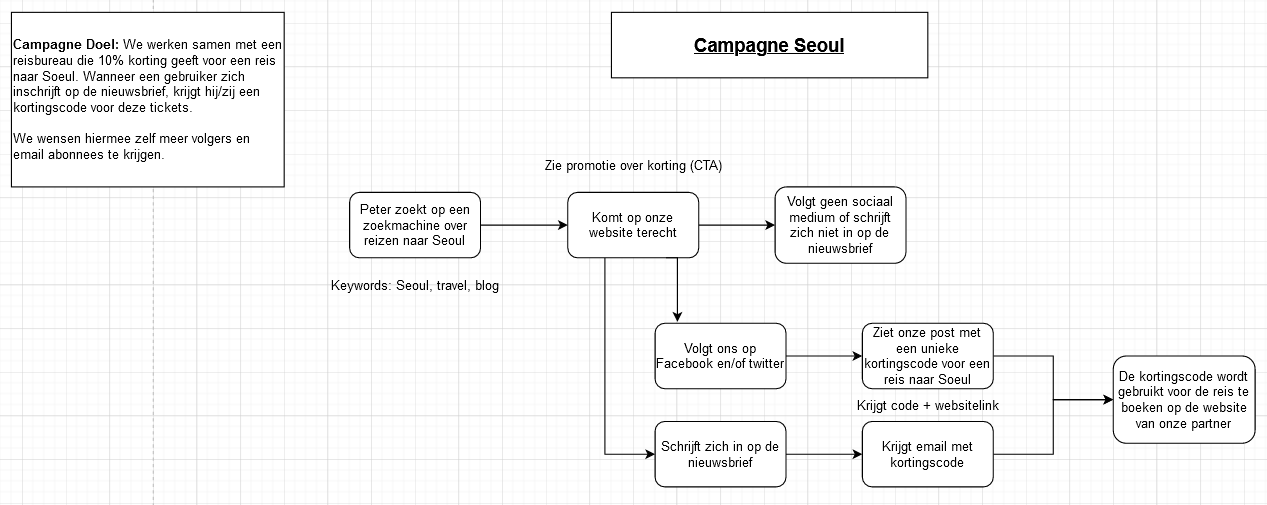 Campagne Doel: We werken samen met een
reisbureau die 10% korting geeft voor een reis
naar Soeul. Wanneer een gebruiker zich
inschrijft op de nieuwsbrief, krijgt hij/zij een
kortingscode voor deze tickets.
We wensen hiermee zelf meer volgers en
email abonnees te krijgen.
Campagne Seoul
Zie promotie over korting (CTA)
Peter zoekt op een
zoekmachine over
reizen naar Seoul
Komt op onze
website terecht
Volgt geen sociaal
medium of schrijft
zich niet in op de
nieuwsbrief
Keywords: Seoul, travel, blog
Volgt ons op
Facebook en/of twitter
Ziet onze post met
een unieke
kortingscode voor een
reis naar Soeul
Krijgt code + websitelink
Schrijft zich in op de
nieuwsbrief
Krijgt email met
kortingscode
De kortingscode wordt
gebruikt voor de reis te
boeken op de website
van onze partner